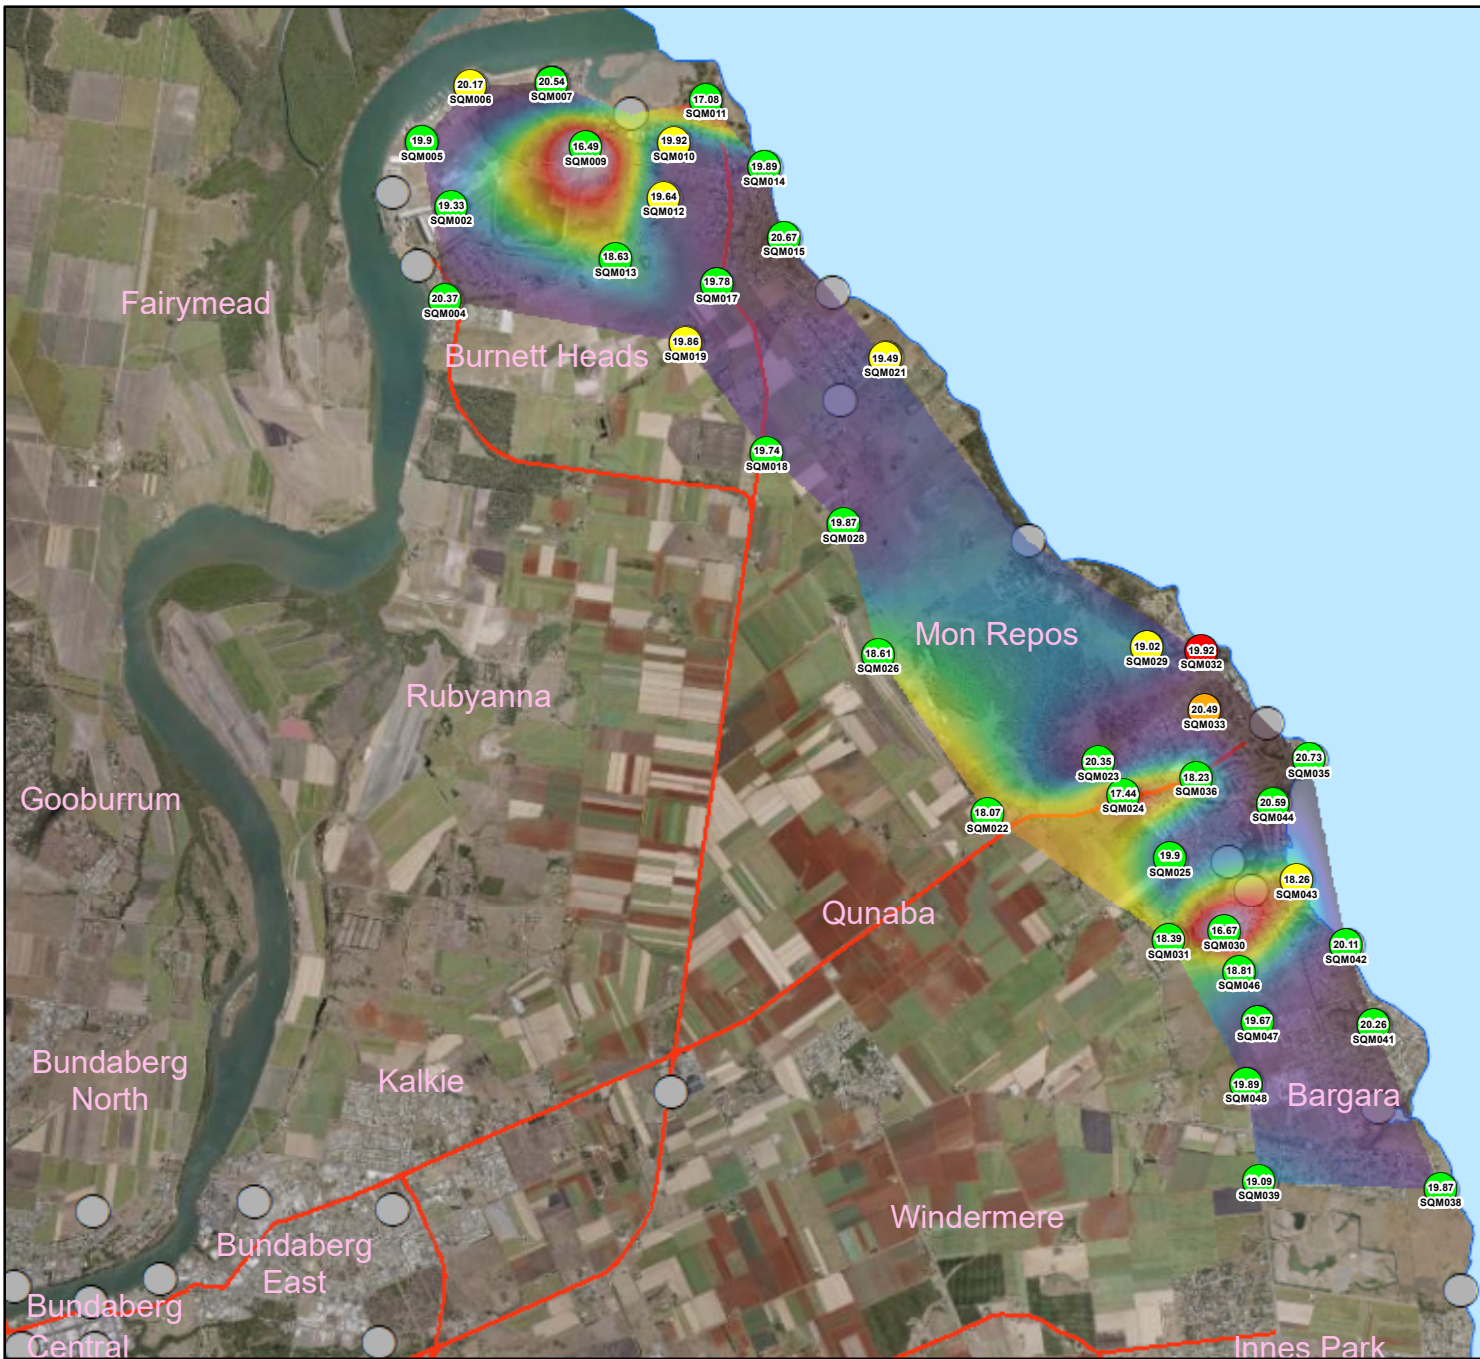 20.17
SQM006
20.54
SQM007
17.08
SQM011
19.9
SQM005
16.49
SQM009
19.92
SQM010
19.89
SQM014
19.33
SQM002
19.64
SQM012
20.67
SQM015
18.63
SQM013
19.78
SQM017
20.37
SQM004
Fairymead
19.86
SQM019
Burnett Heads
19.49
SQM021
19.74
SQM018
19.87
SQM028
Mon Repos
18.61
SQM026
19.02
SQM029
19.92
SQM032
Rubyanna
20.49
SQM033
20.35
SQM023
20.73
SQM035
18.23
SQM036
17.44
SQM024
20.59
SQM044
Gooburrum
18.07
SQM022
19.9
SQM025
18.26
SQM043
Qunaba
16.67
SQM030
18.39
SQM031
20.11
SQM042
18.81
SQM046
19.67
SQM047
20.26
SQM041
Bundaberg
North
Kalkie
19.89
SQM048
Bargara
19.09
SQM039
19.87
SQM038
Windermere
Bundaberg
East
Bundaberg
Central
Innes Park